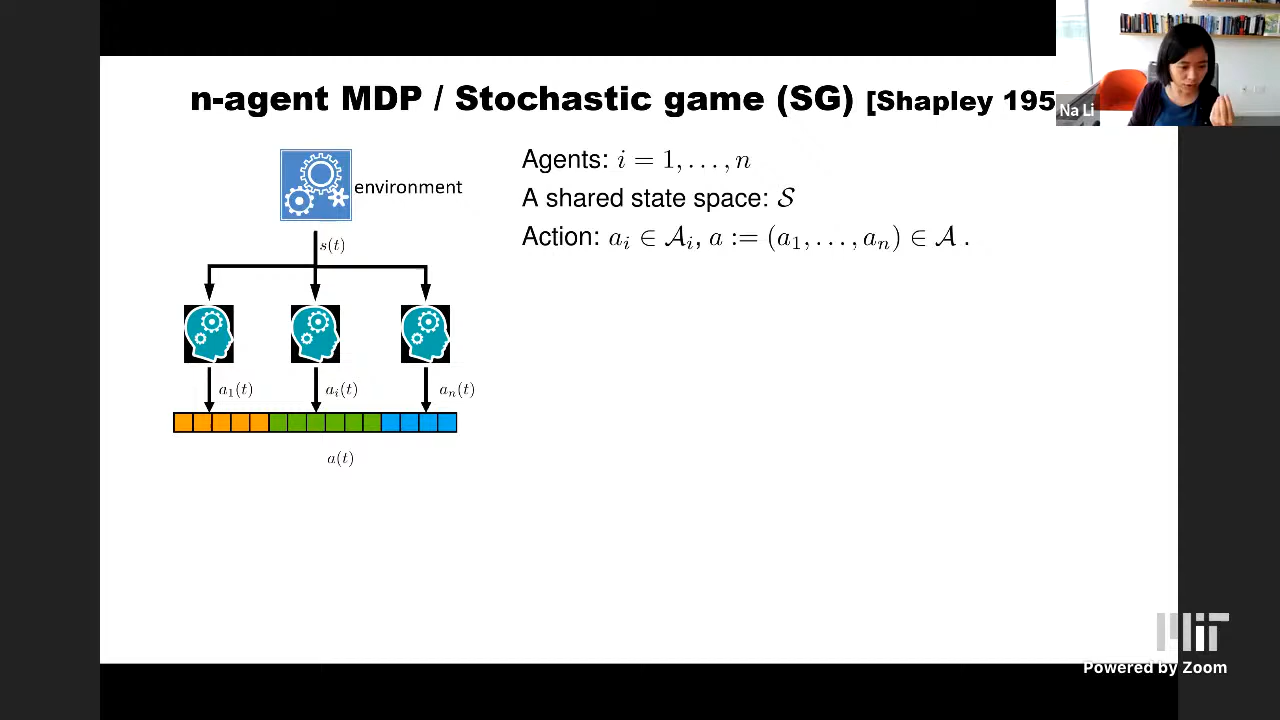 n-agent MDP / Stochastic game (SG) [Shapley 195
Na Li
environment
s(t)
a₁(t)
aᵢ(t)
aₙ(t)
a(t)
Agents: i = 1, . . . , n
A shared state space: 𝒮
Action: aᵢ ∈ 𝒜ᵢ, a := (a₁, . . . , aₙ) ∈ 𝒜 .
MIT
Powered by Zoom